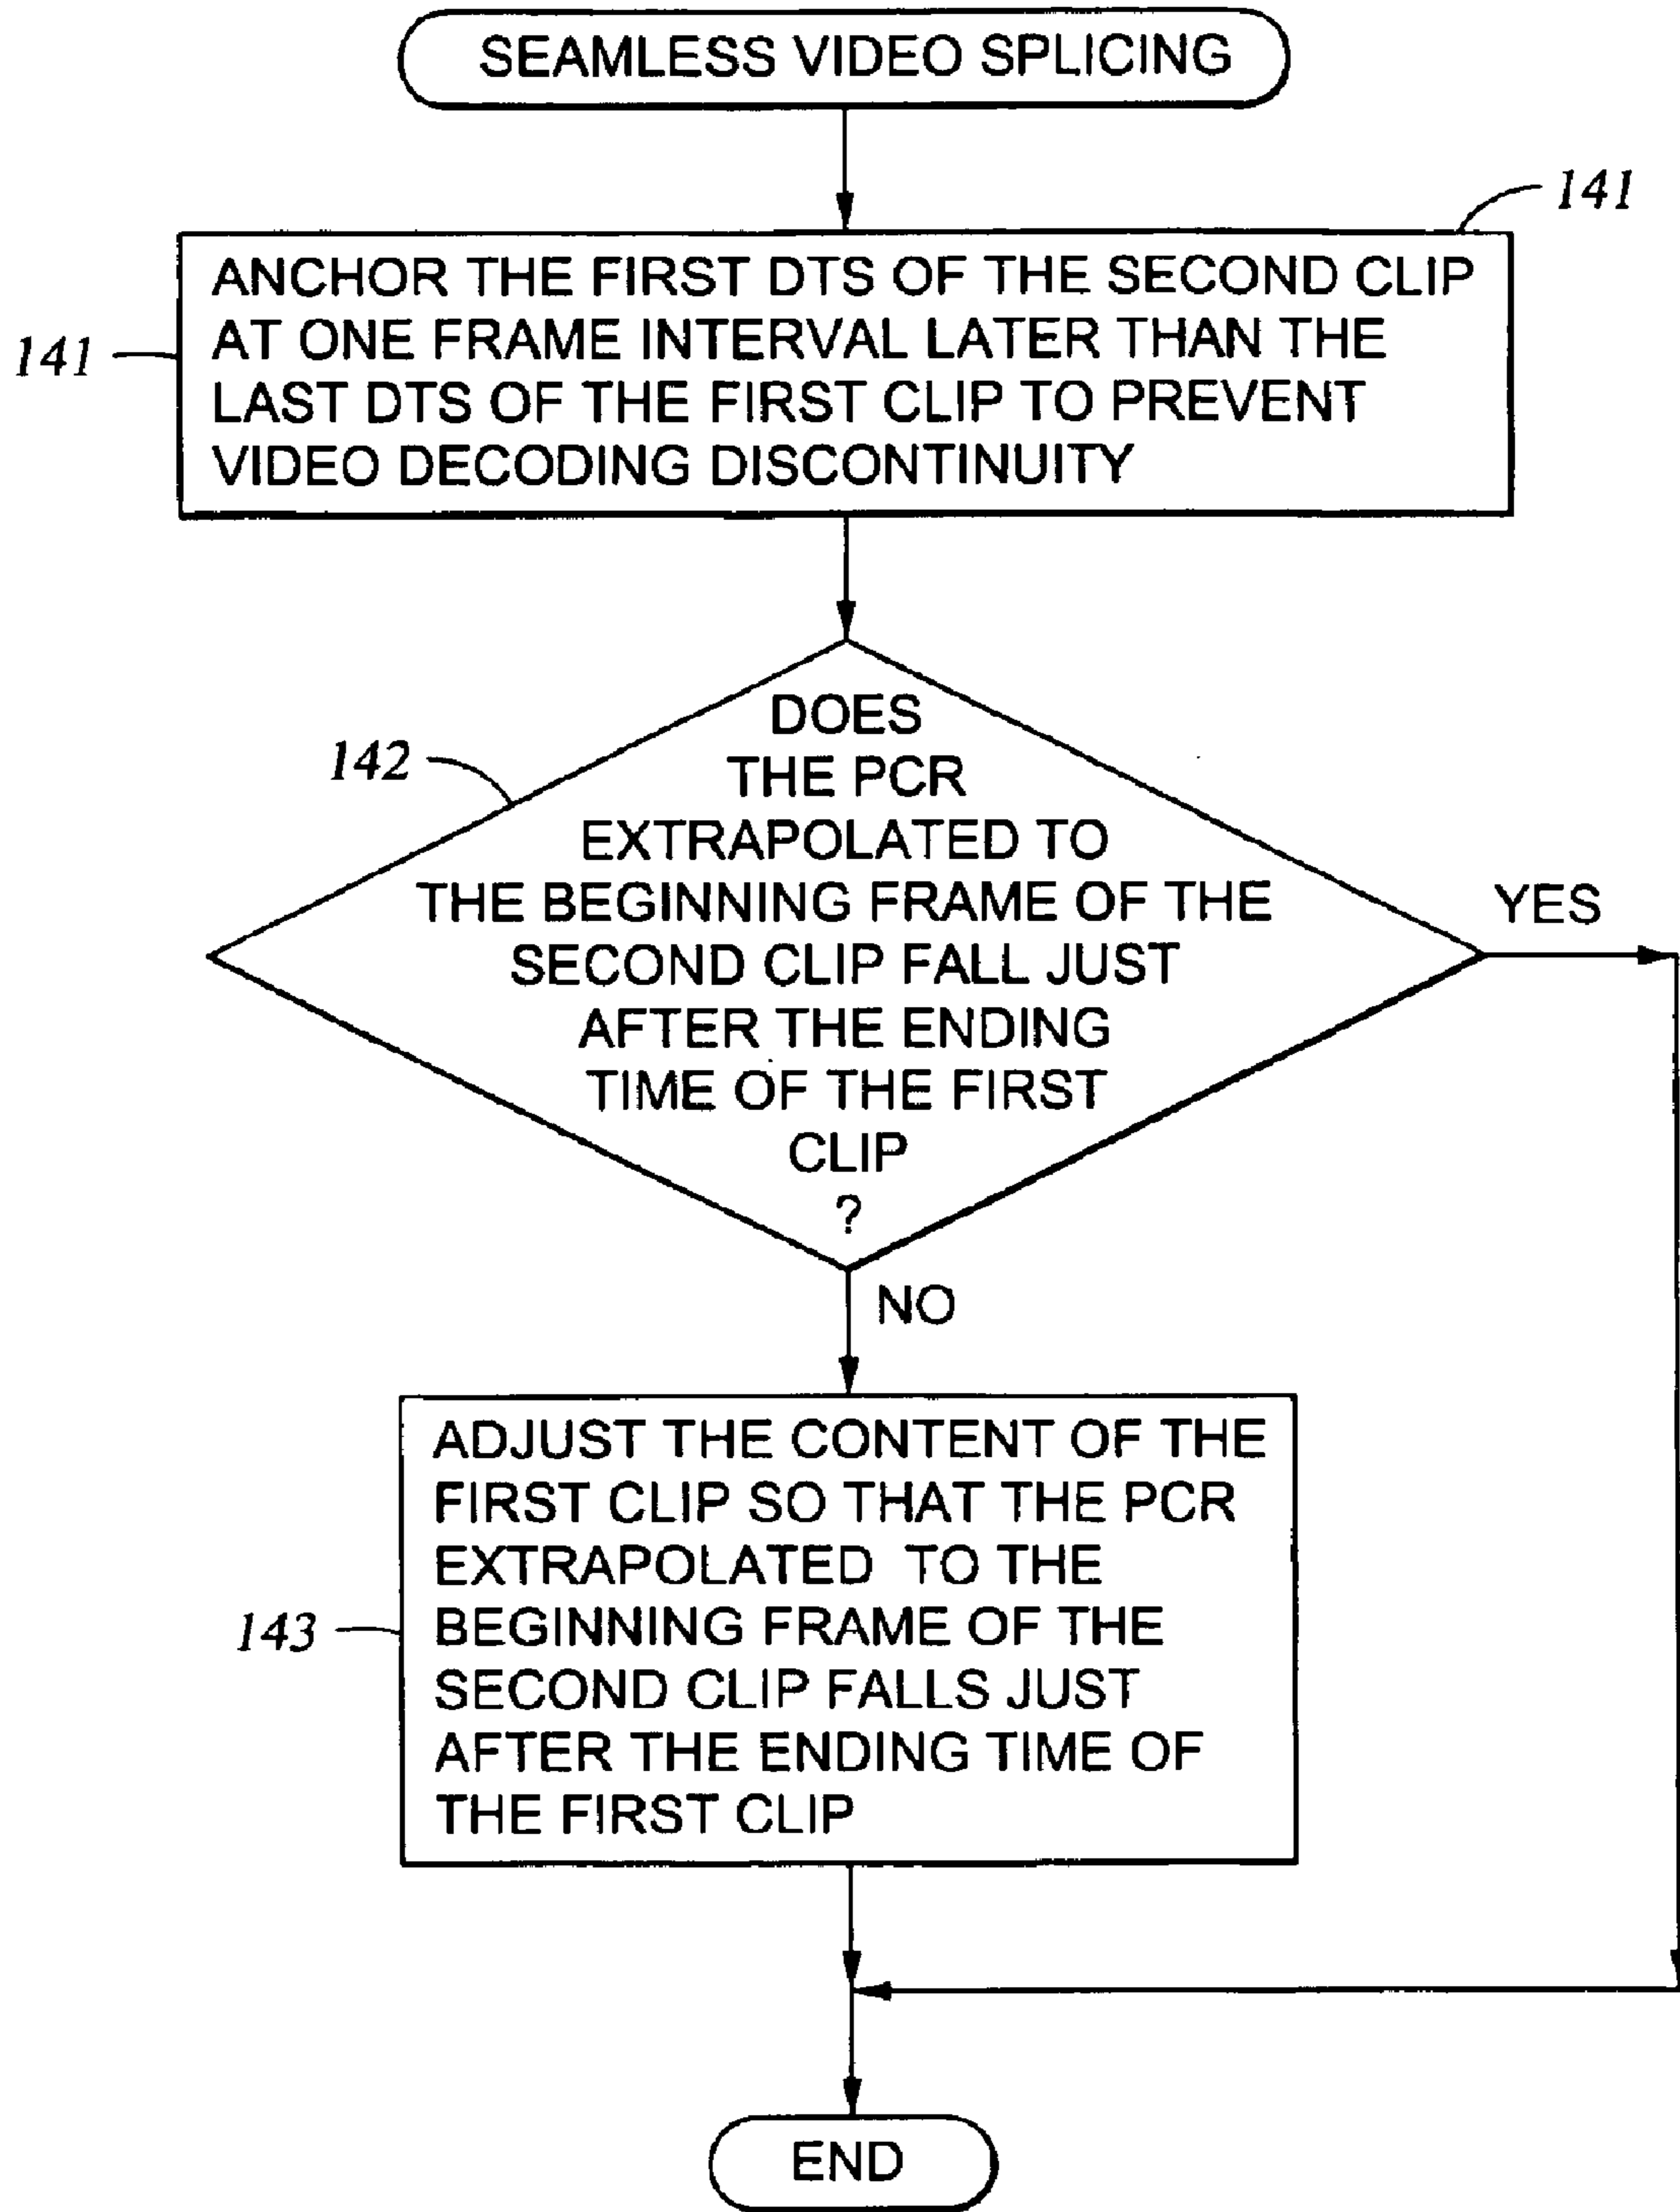 SEAMLESS VIDEO SPLICING
141
ANCHOR THE FIRST DTS OF THE SECOND CLIP
141
AT ONE FRAME INTERVAL LATER THAN THE
LAST DTS OF THE FIRST CLIP TO PREVENT
VIDEO DECODING DISCONTINUITY
142
DOES
THE PCR
EXTRAPOLATED TO
THE BEGINNING FRAME OF THE
SECOND CLIP FALL JUST
AFTER THE ENDING
TIME OF THE FIRST
CLIP
?
YES
NO
143
ADJUST THE CONTENT OF THE
FIRST CLIP SO THAT THE PCR
EXTRAPOLATED TO THE
BEGINNING FRAME OF THE
SECOND CLIP FALLS JUST
AFTER THE ENDING TIME OF
THE FIRST CLIP
END